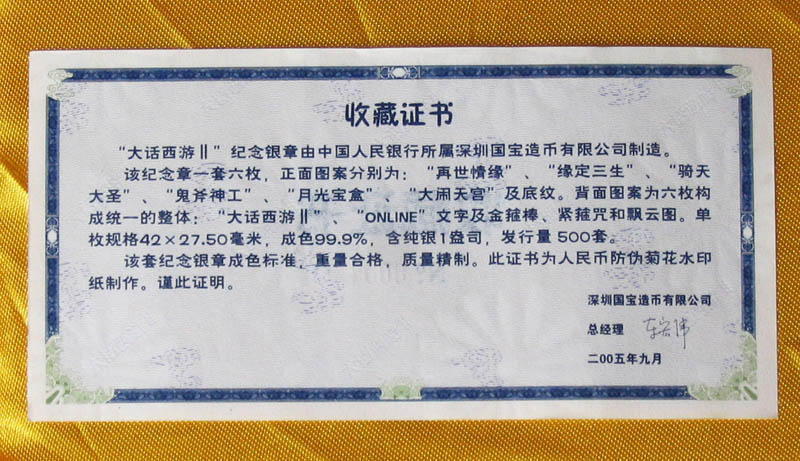 收藏证书
“大话西游Ⅱ”纪念银章由中国人民银行所属深圳国宝造币有限公司制造。
该纪念章一套六枚，正面图案分别为：“再世情缘”、“缘定三生”、“骑天
大圣”、“鬼斧神工”、“月光宝盒”、“大闹天宫”及底纹。背面图案为六枚构
成统一的整体：“大话西游Ⅱ”、“ONLINE”文字及金箍棒、紧箍咒和飘云图。单
枚规格42×27.50毫米，成色99.9%，含纯银1盎司，发行量500套。
该套纪念银章成色标准，重量合格，质量精制。此证书为人民币防伪菊花水印
纸制作。谨此证明。
深圳国宝造币有限公司
总经理
二00五年九月